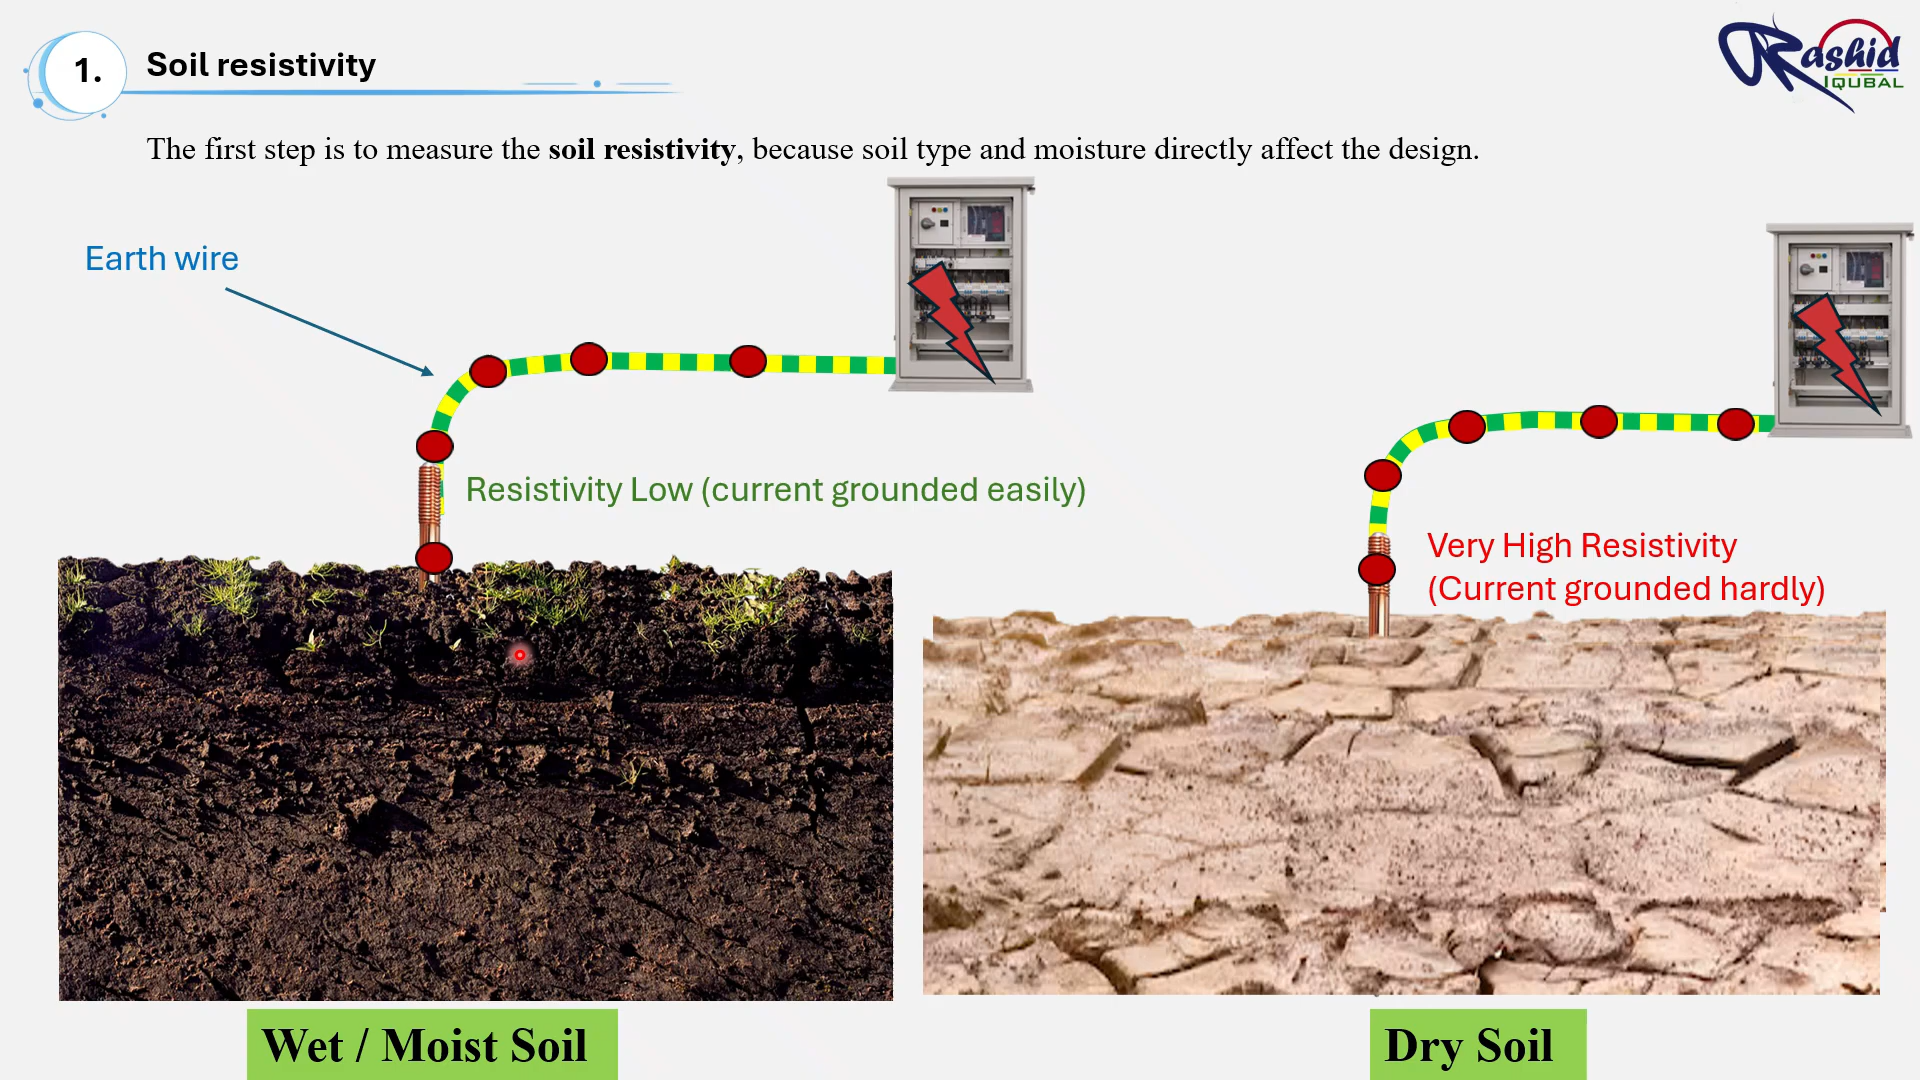 1.
Soil resistivity
Rashid
IQUBAL
The first step is to measure the soil resistivity, because soil type and moisture directly affect the design.
Earth wire
Resistivity Low (current grounded easily)
Very High Resistivity
(Current grounded hardly)
Wet / Moist Soil
Dry Soil